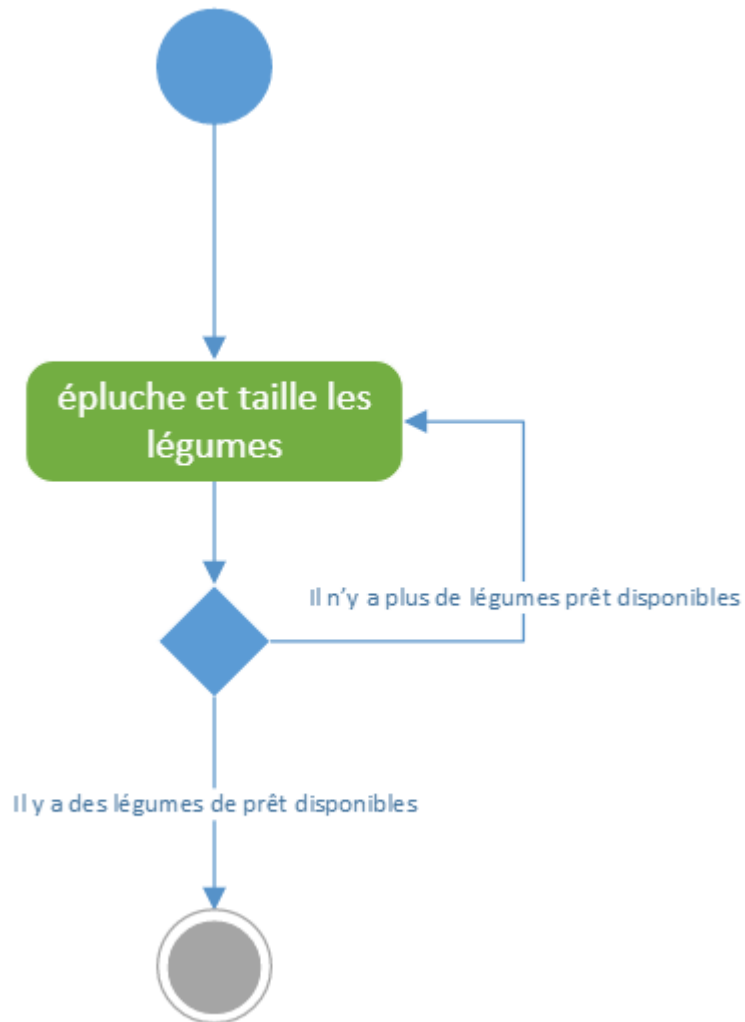 épluche et taille les
légumes
Il n'y a plus de légumes prêt disponibles
Il y a des légumes de prêt disponibles